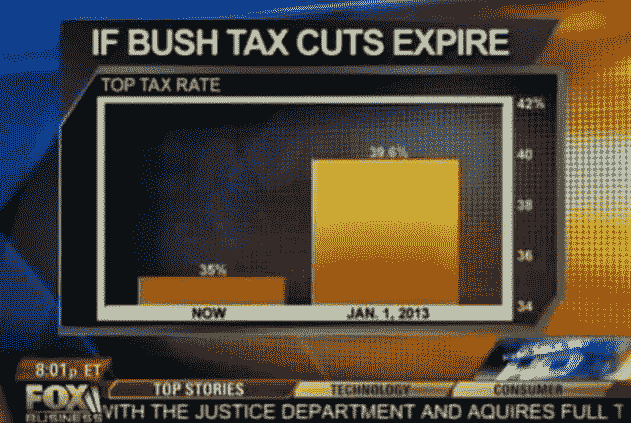 IF BUSH TAX CUTS EXPIRE
TOP TAX RATE
42%
39.6%
40
38
36
35%
34
NOW
JAN. 1, 2013
8:01p ET
TOP STORIES
TECHNOLOGY
CONSUMER
FOX
BUSINESS
WITH THE JUSTICE DEPARTMENT AND AQUIRES FULL T